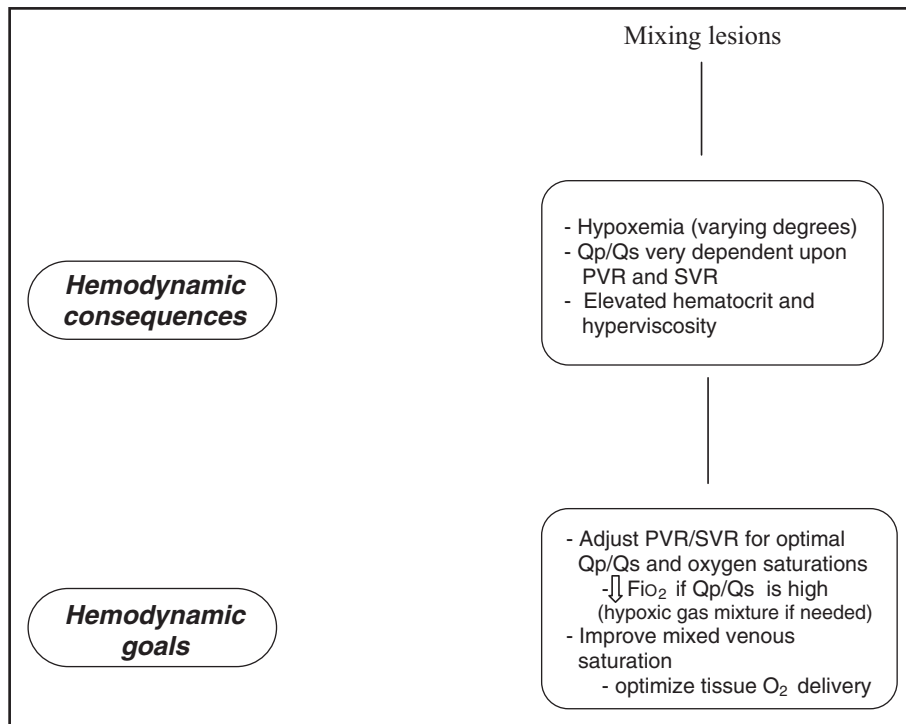 Mixing lesions
Hemodynamic
consequences
- Hypoxemia (varying degrees)
- Qp/Qs very dependent upon
PVR and SVR
- Elevated hematocrit and
hyperviscosity
Hemodynamic
goals
- Adjust PVR/SVR for optimal
Qp/Qs and oxygen saturations
-⇩FIO₂ if Qp/Qs is high
(hypoxic gas mixture if needed)
- Improve mixed venous
saturation
- optimize tissue O₂ delivery